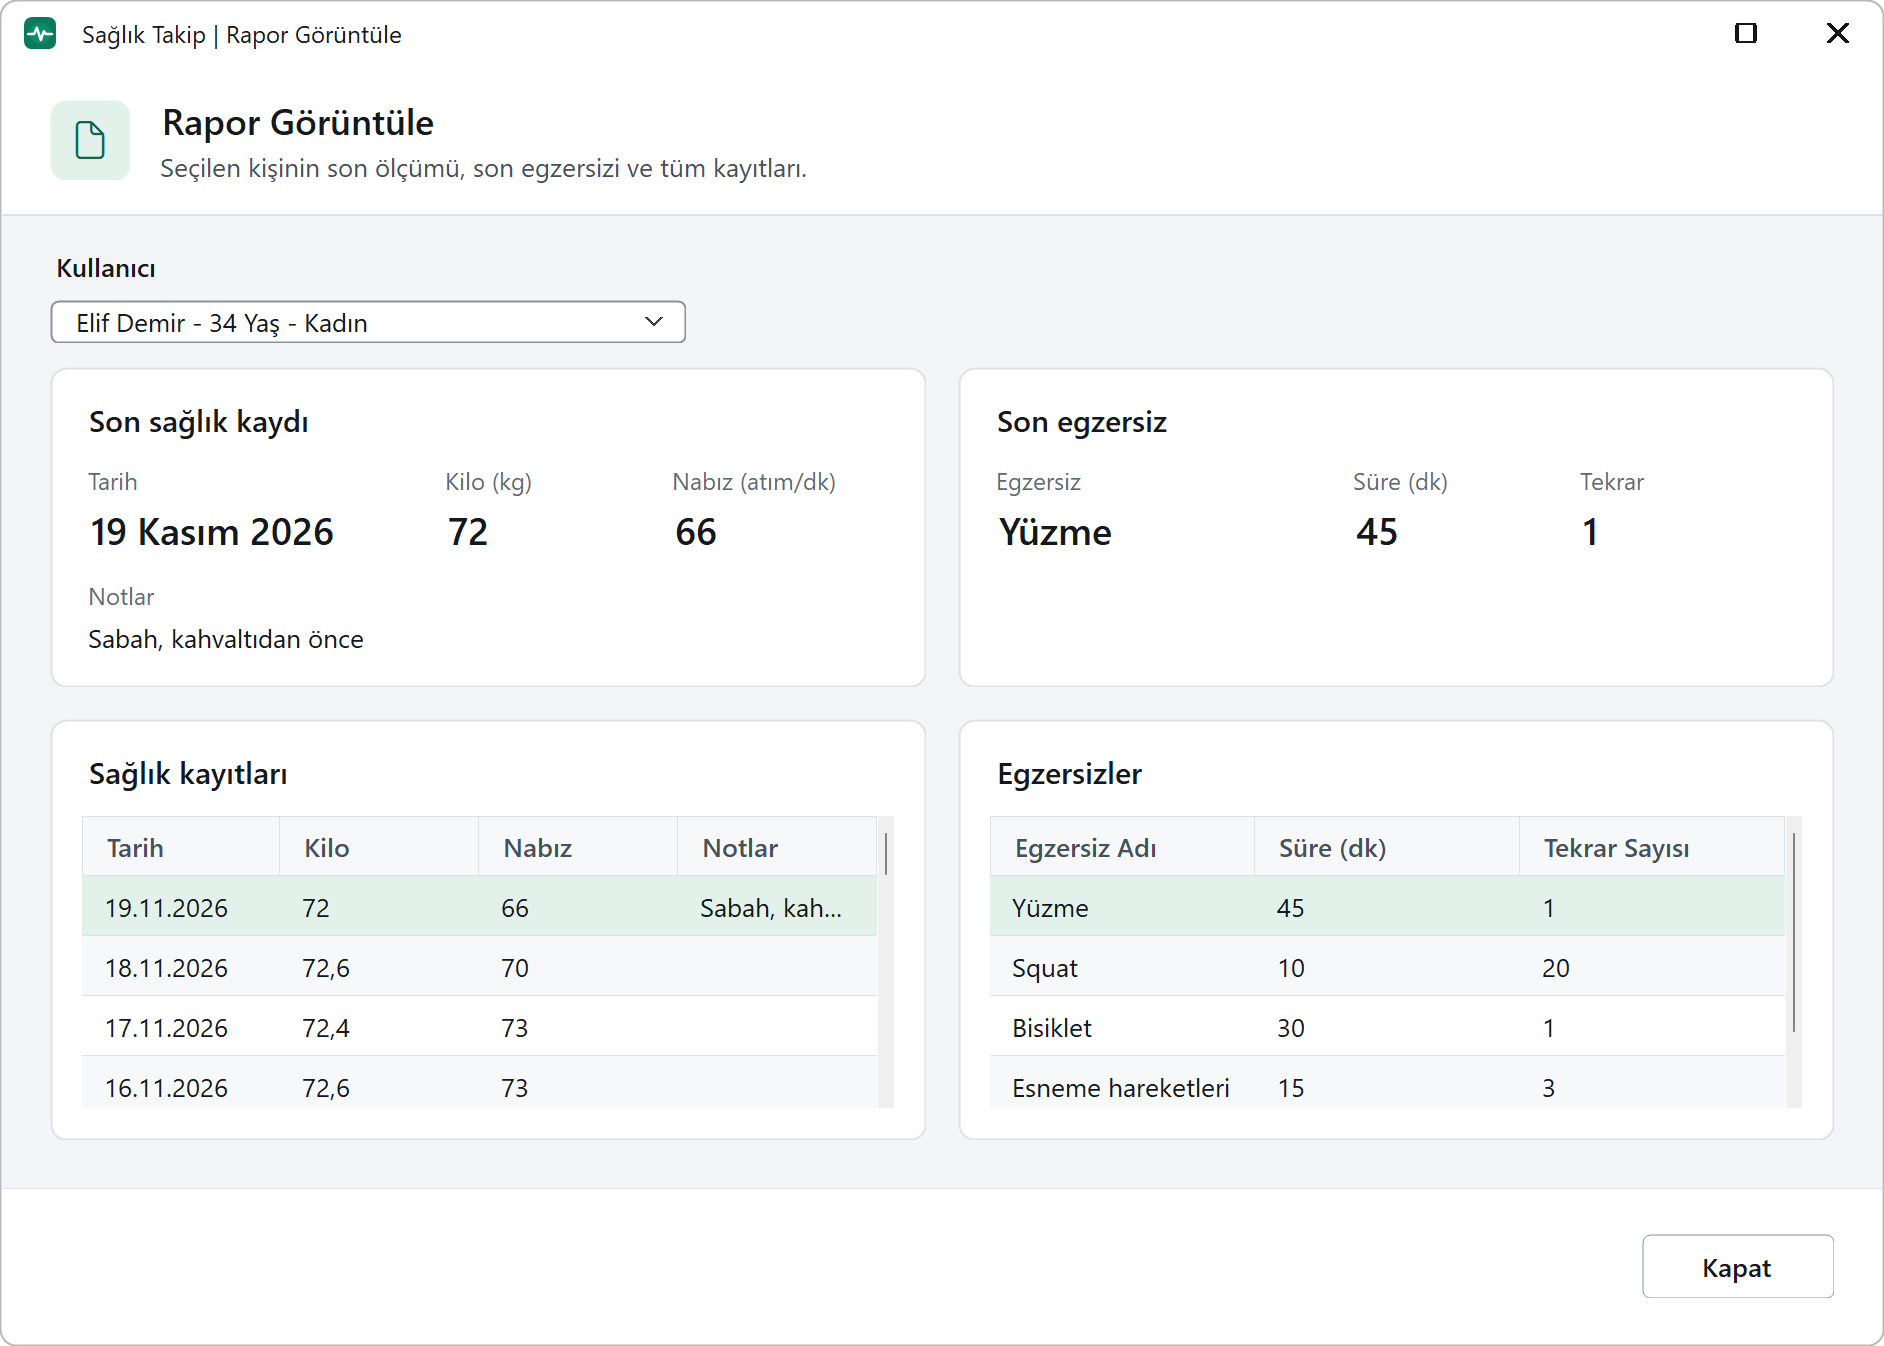 Sağlık Takip | Rapor Görüntüle
Rapor Görüntüle
Seçilen kişinin son ölçümü, son egzersizi ve tüm kayıtları.
Kullanıcı
Elif Demir - 34 Yaş - Kadın
Son sağlık kaydı
Tarih Kilo (kg) Nabız (atım/dk)
19 Kasım 2026 72 66
Notlar
Sabah, kahvaltıdan önce
Son egzersiz
Egzersiz Süre (dk) Tekrar
Yüzme 45 1
Sağlık kayıtları
Tarih Kilo Nabız Notlar
19.11.2026 72 66 Sabah, kah...
18.11.2026 72,6 70
17.11.2026 72,4 73
16.11.2026 72,6 73
Egzersizler
Egzersiz Adı Süre (dk) Tekrar Sayısı
Yüzme 45 1
Squat 10 20
Bisiklet 30 1
Esneme hareketleri 15 3
Kapat